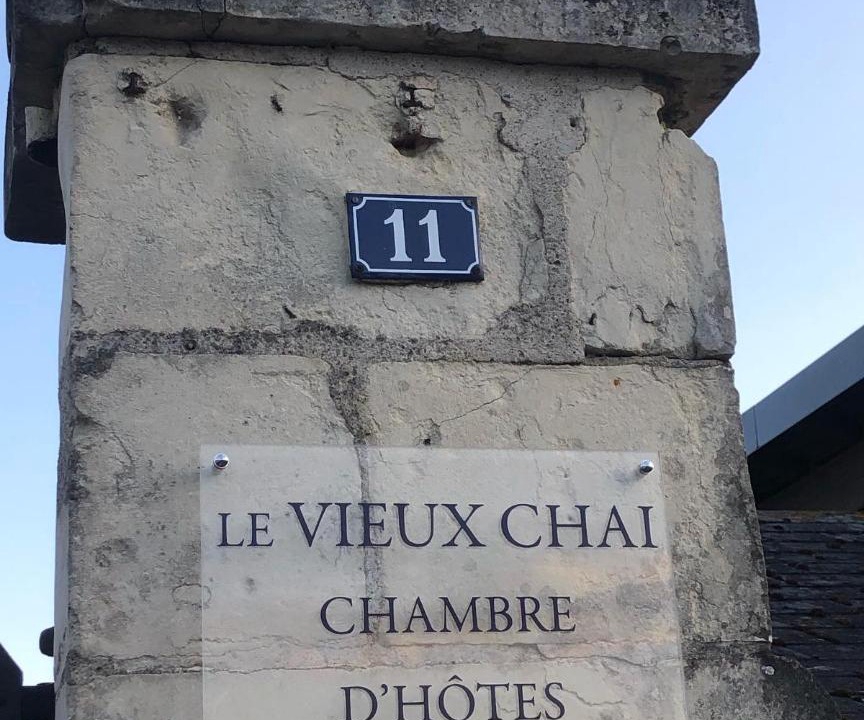 11
LE VIEUX CHAI
CHAMBRE
D'HÔTES